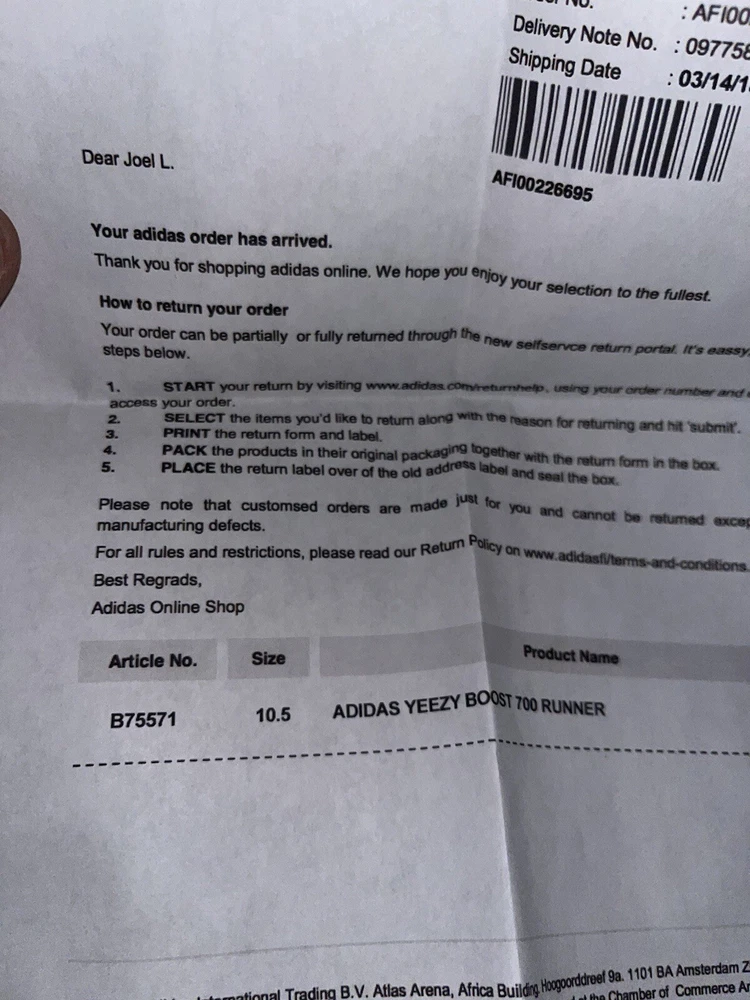 : AFI00
Delivery Note No. : 097758
Shipping Date : 03/14/1
AFI00226695
Dear Joel L.
Your adidas order has arrived.
Thank you for shopping adidas online. We hope you enjoy your selection to the fullest.
How to return your order
Your order can be partially or fully returned through the new selfservce return portal. It's eassy
steps below.
1. START your return by visiting www.adidas.com/returnhelp, using your order number and
access your order.
2. SELECT the items you'd like to return along with the reason for returning and hit 'submit'.
3. PRINT the return form and label.
4. PACK the products in their original packaging together with the return form in the box.
5. PLACE the return label over of the old address label and seal the box.
Please note that customsed orders are made just for you and cannot be returned excep
manufacturing defects.
For all rules and restrictions, please read our Return Policy on www.adidasfi/terms-and-conditions.
Best Regrads,
Adidas Online Shop
Article No. Size Product Name
B75571 10.5 ADIDAS YEEZY BOOST 700 RUNNER
ernational Trading B.V. Atlas Arena, Africa Building Hoogoorddreef 9a. 1101 BA Amsterdam Z
the Chamber of Commerce Am